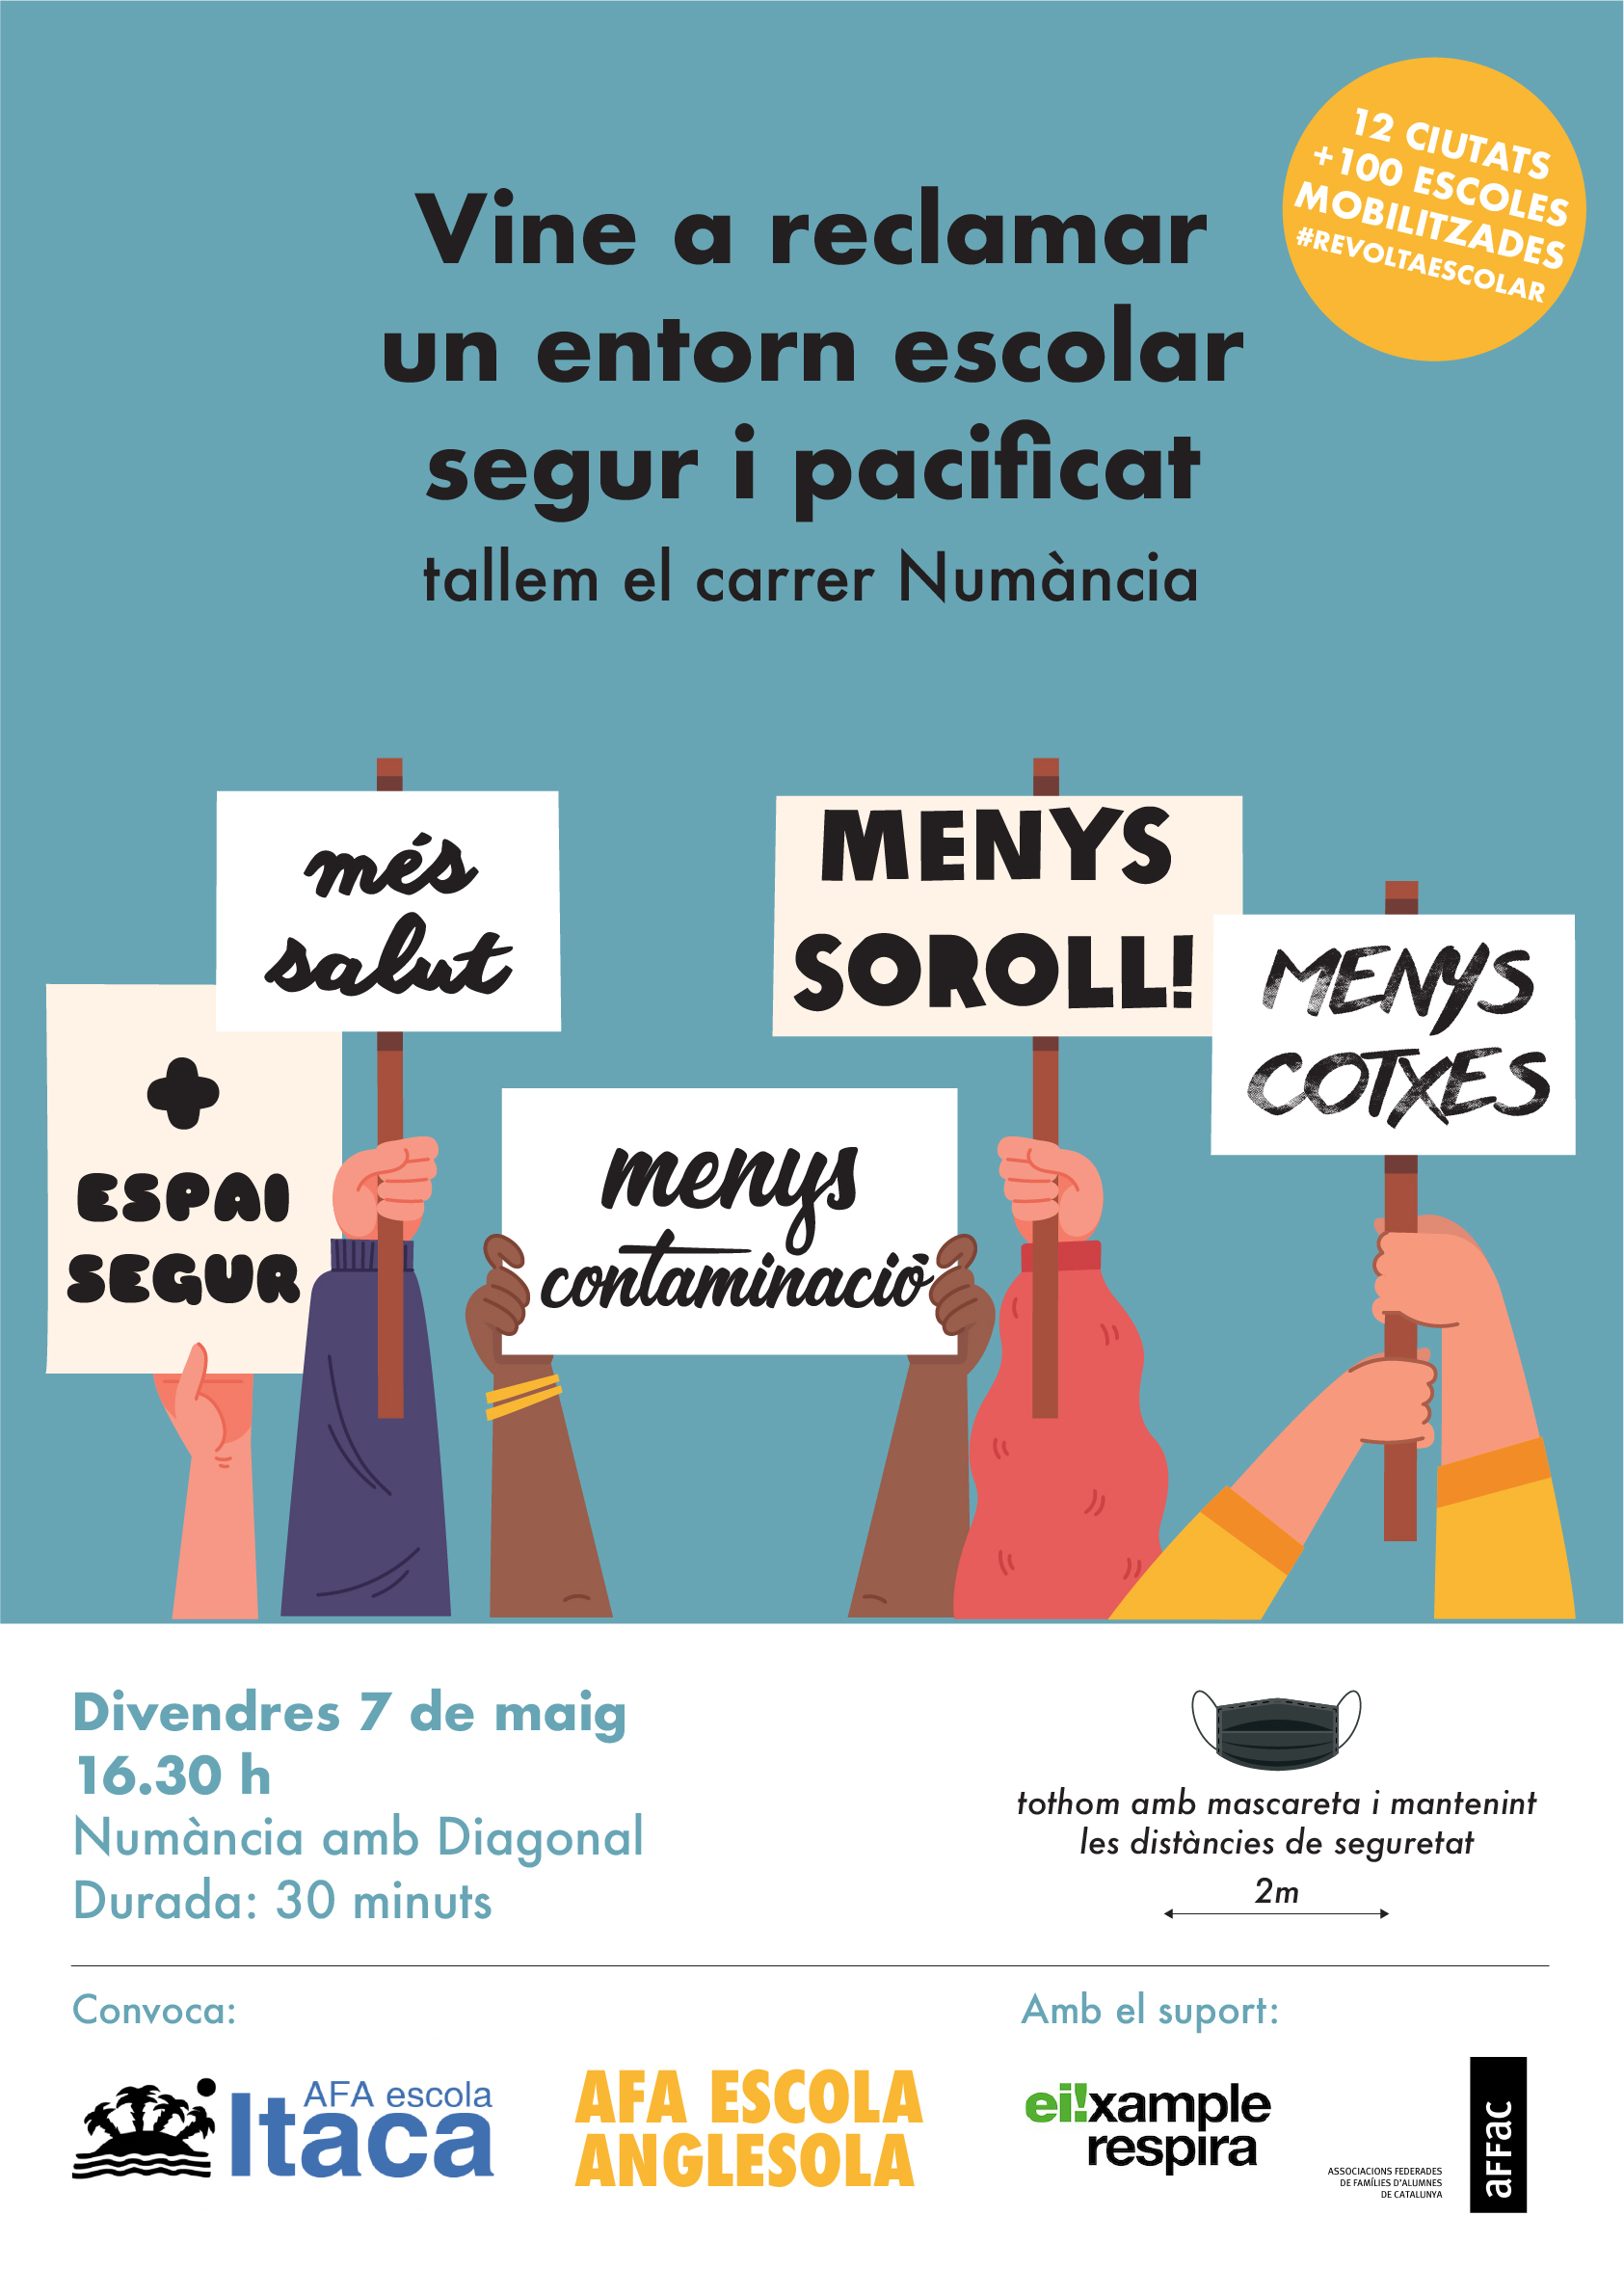 12 CIUTATS
+100 ESCOLES
MOBILITZADES
#REVOLTAESCOLAR
Vine a reclamar
un entorn escolar
segur i pacificat
tallem el carrer Numància
més
salut
MENYS
SOROLL!
MENYS
COTXES
+
ESPAI
SEGUR
menys
contaminació
Divendres 7 de maig
16.30 h
Numància amb Diagonal
Durada: 30 minuts
tothom amb mascareta i mantenint
les distàncies de seguretat
2m
Convoca:
Amb el suport:
AFA escola
Itaca
AFA ESCOLA
ANGLESOLA
ei!xample
respira
ASSOCIACIONS FEDERADES
DE FAMÍLIES D'ALUMNES
DE CATALUNYA
aFFac